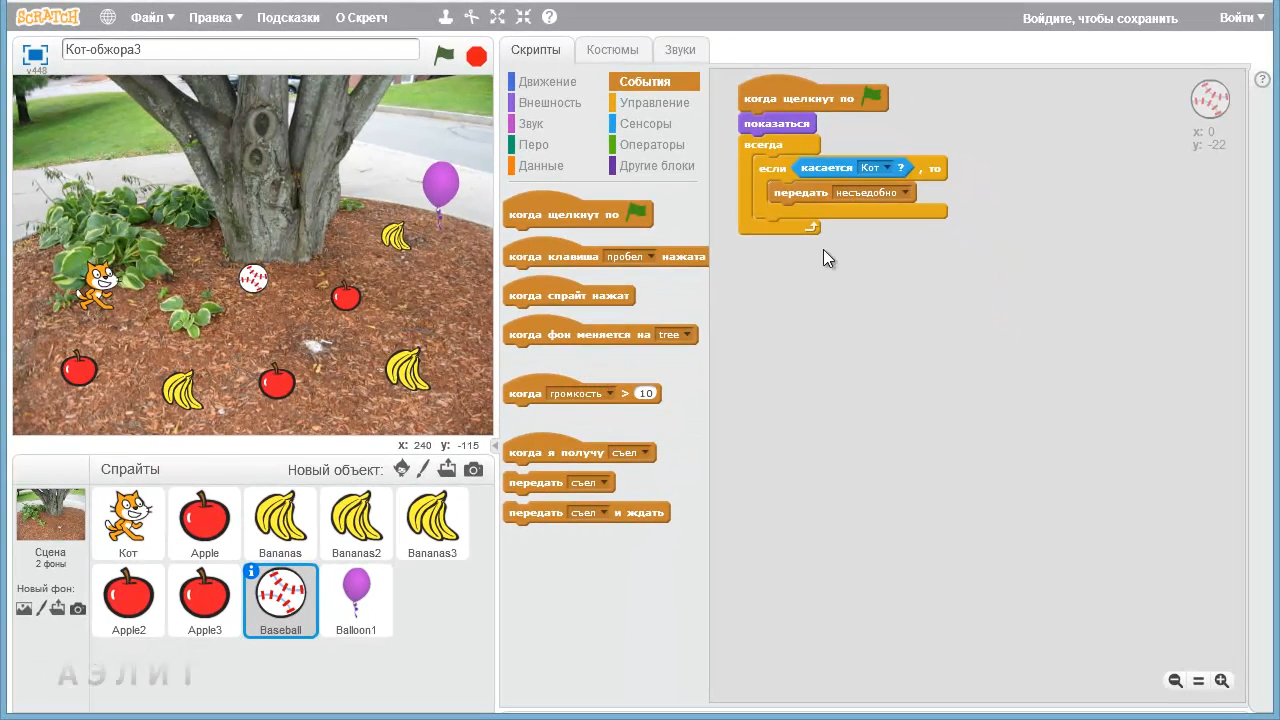 SCRATCH Файл Правка Подсказки О Скретч Войдите, чтобы сохранить Войти
Кот-обжора3
v448
Скрипты Костюмы Звуки
Движение События
Внешность Управление
Звук Сенсоры
Перо Операторы
Данные Другие блоки
когда щелкнут по
когда клавиша пробел нажата
когда спрайт нажат
когда фон меняется на tree
когда громкость > 10
когда я получу съел
передать съел
передать съел и ждать
когда щелкнут по
показаться
всегда
если касается Кот ? , то
передать несъедобно
x: 0
y: -22
x: 240 y: -115
Спрайты Новый объект:
Сцена
2 фоны
Новый фон:
Кот Apple Bananas Bananas2 Bananas3
Apple2 Apple3 Baseball Balloon1
АЭЛИТ